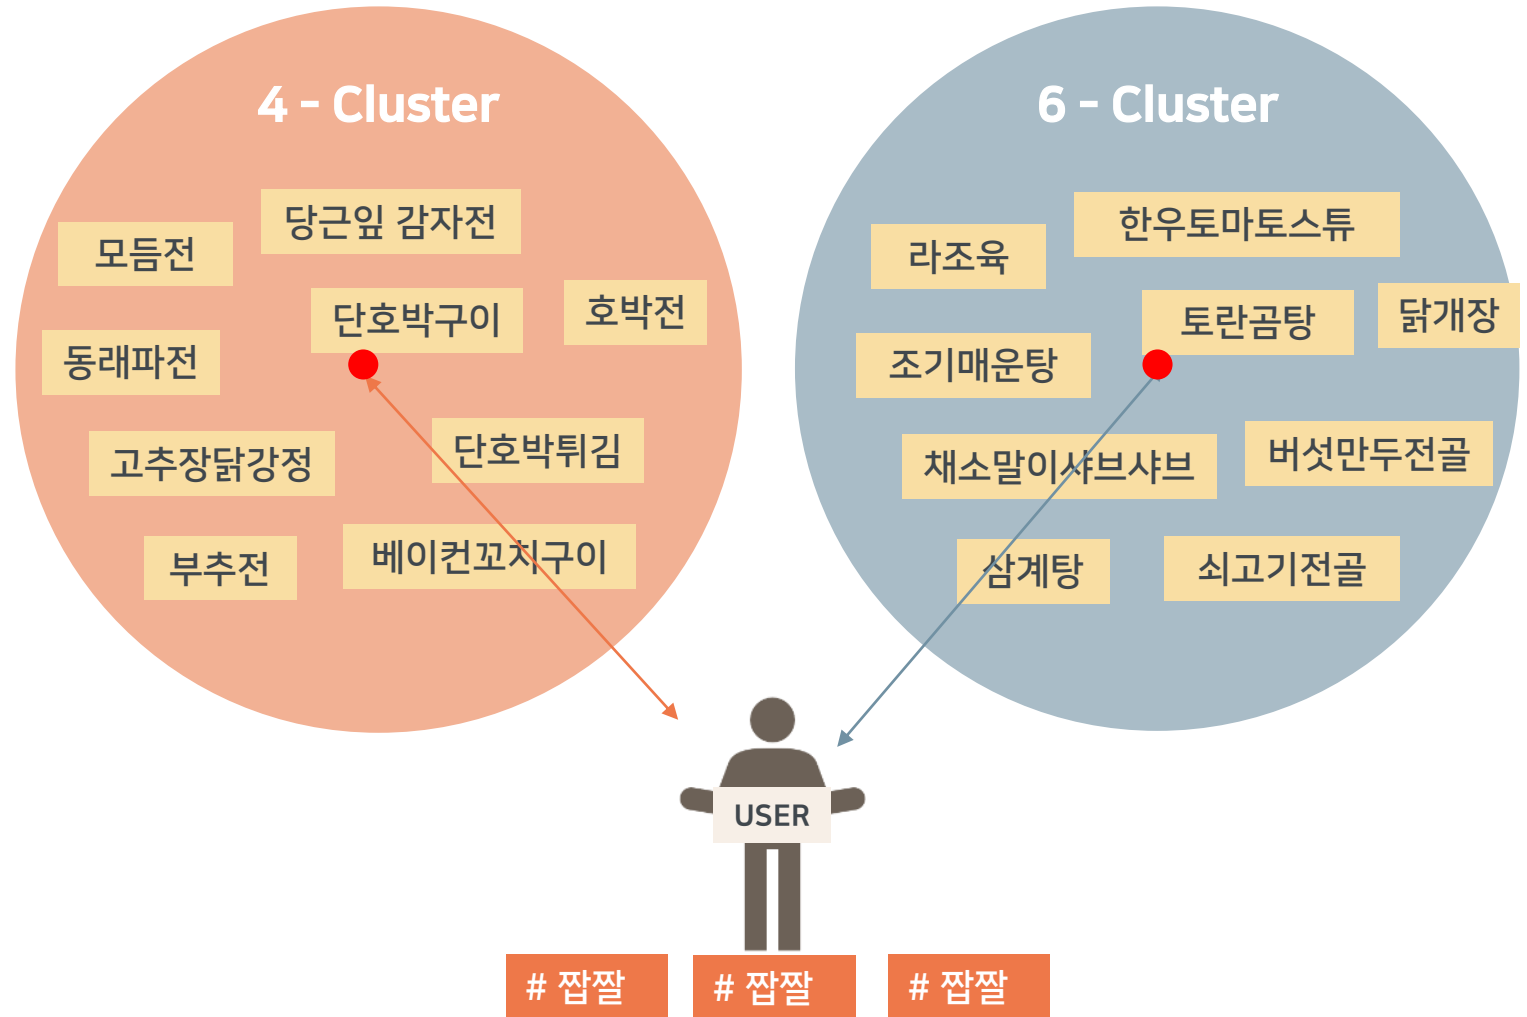 4 - Cluster
당근잎 감자전
모듬전
단호박구이
호박전
동래파전
고추장닭강정
단호박튀김
부추전
베이컨꼬치구이
6 - Cluster
한우토마토스튜
라조육
토란곰탕
닭개장
조기매운탕
채소말이샤브샤브
버섯만두전골
삼계탕
쇠고기전골
USER
# 짭짤
# 짭짤
# 짭짤